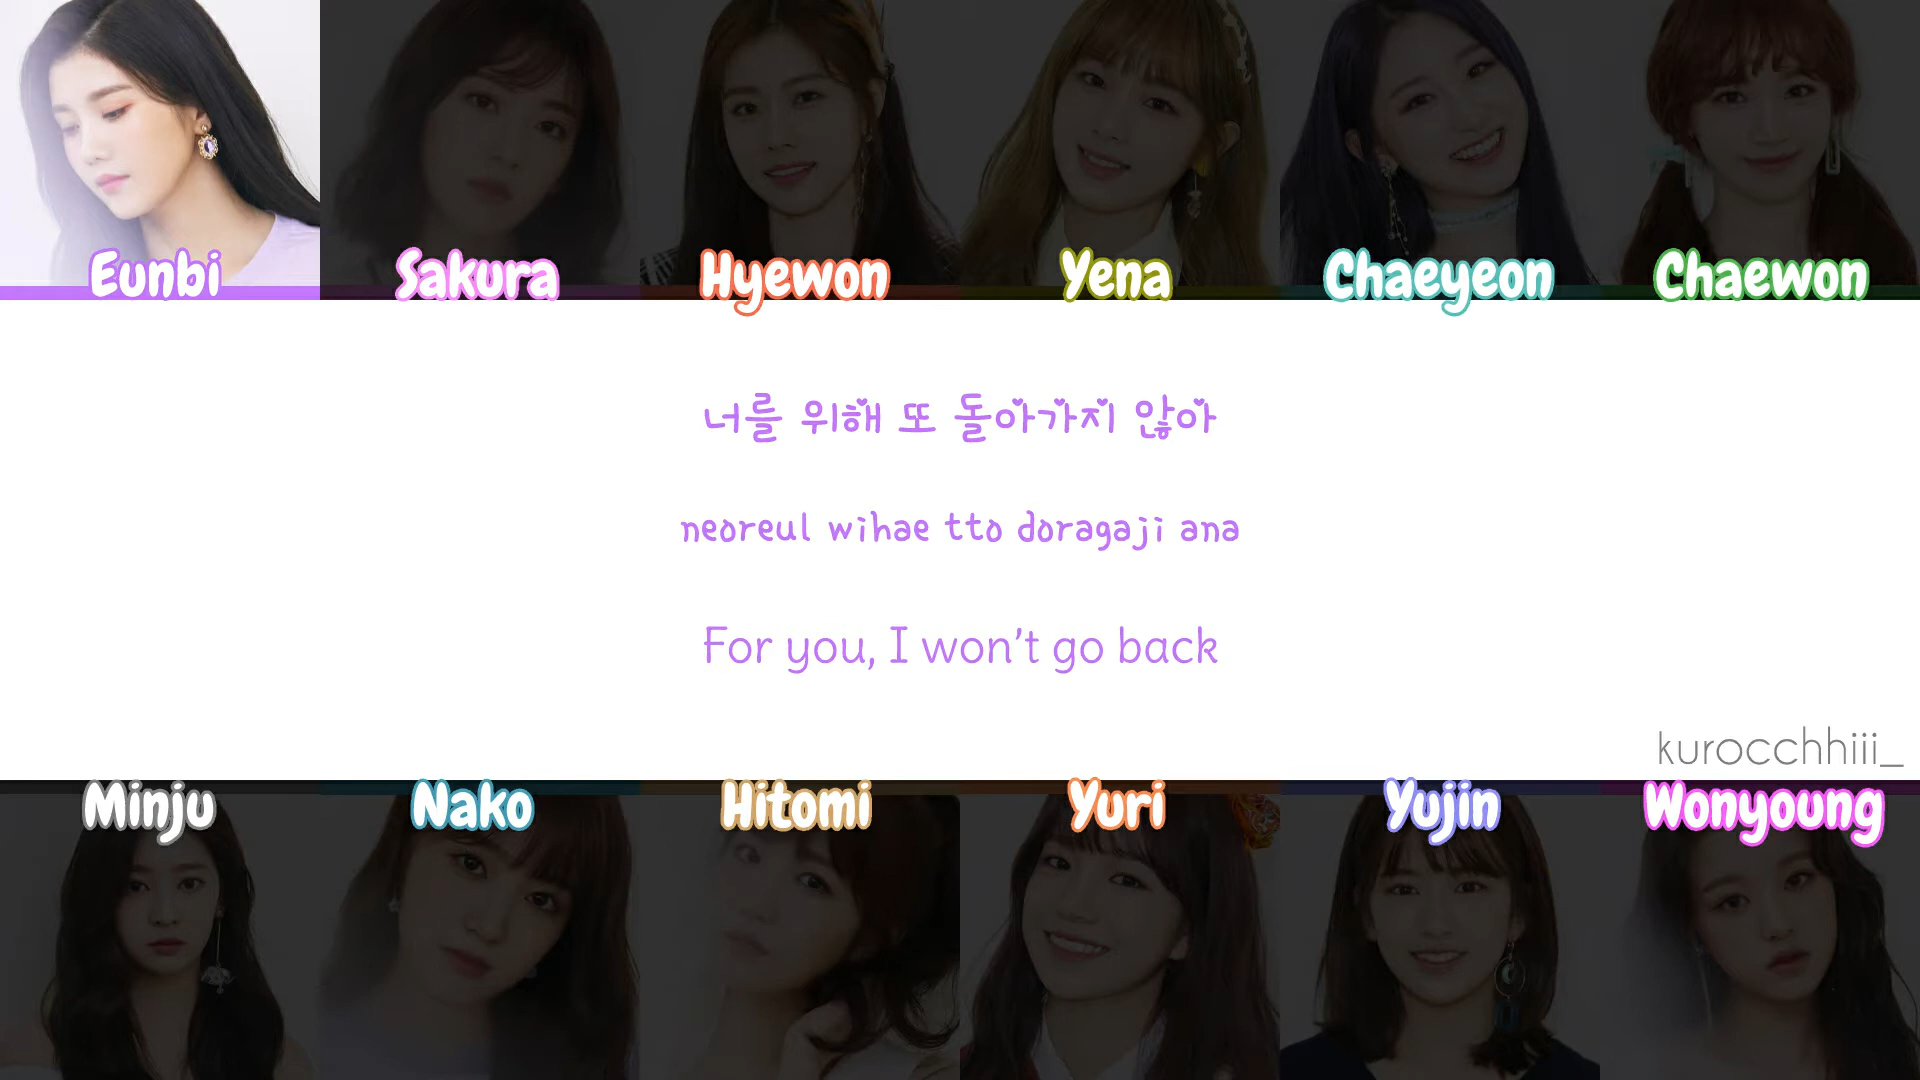 Eunbi Sakura Hyewon Yena Chaeyeon Chaewon
너를 위해 또 돌아가지 않아
neoreul wihae tto doragaji ana
For you, I won't go back
kurocchhiii_
Minju Nako Hitomi Yuri Yujin Wonyoung